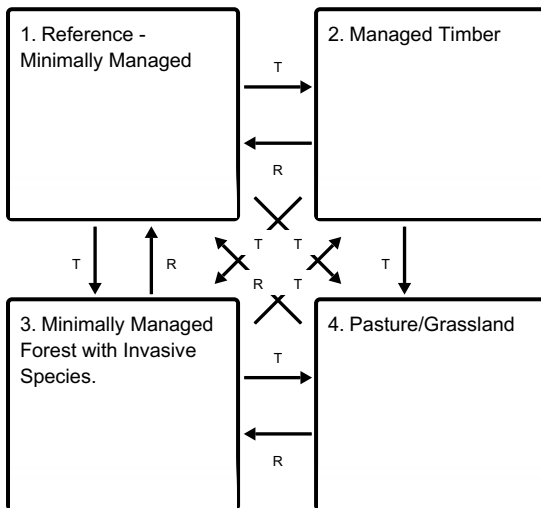 1. Reference -
Minimally Managed
2. Managed Timber
T
R
T
R
T
T
T
R
T
3. Minimally Managed
Forest with Invasive
Species.
4. Pasture/Grassland
T
R